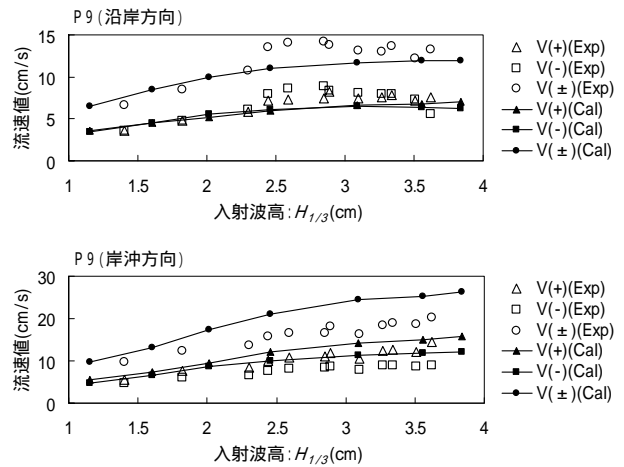 P9(沿岸方向)
流速値(cm/s)
15
10
5
0
1 1.5 2 2.5 3 3.5 4
入射波高:H1/3(cm)
V(+)(Exp)
V(-)(Exp)
V(±)(Exp)
V(+)(Cal)
V(-)(Cal)
V(±)(Cal)
P9(岸沖方向)
流速値(cm/s)
30
20
10
0
1 1.5 2 2.5 3 3.5 4
入射波高:H1/3(cm)
V(+)(Exp)
V(-)(Exp)
V(±)(Exp)
V(+)(Cal)
V(-)(Cal)
V(±)(Cal)